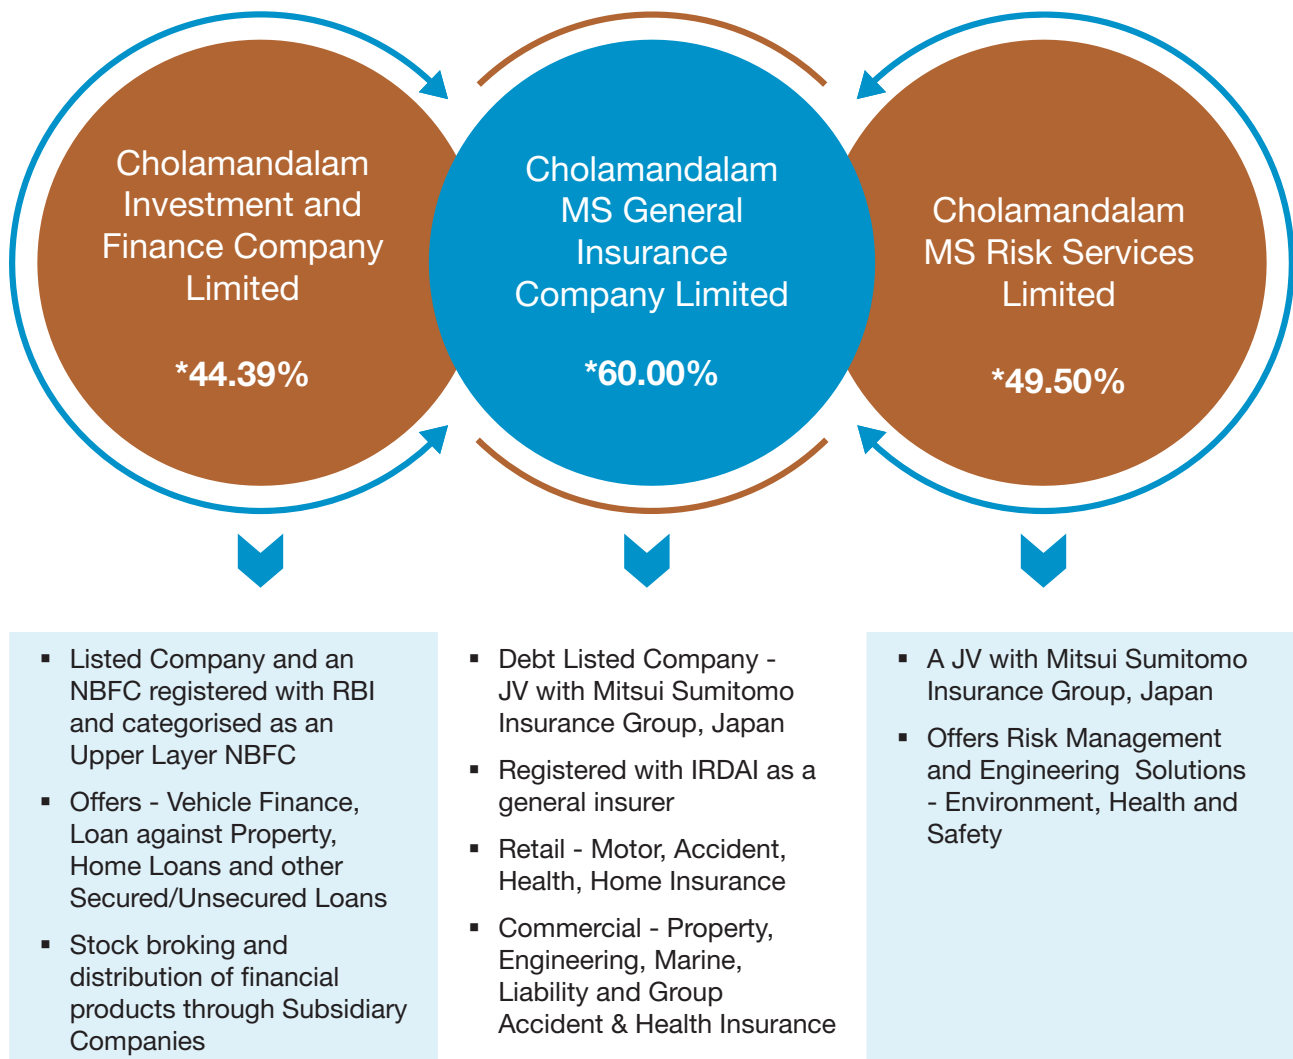 Cholamandalam
Investment and
Finance Company
Limited
*44.39%
Cholamandalam
MS General
Insurance
Company Limited
*60.00%
Cholamandalam
MS Risk Services
Limited
*49.50%
▪ Listed Company and an
NBFC registered with RBI
and categorised as an
Upper Layer NBFC
▪ Offers - Vehicle Finance,
Loan against Property,
Home Loans and other
Secured/Unsecured Loans
▪ Stock broking and
distribution of financial
products through Subsidiary
Companies
▪ Debt Listed Company -
JV with Mitsui Sumitomo
Insurance Group, Japan
▪ Registered with IRDAI as a
general insurer
▪ Retail - Motor, Accident,
Health, Home Insurance
▪ Commercial - Property,
Engineering, Marine,
Liability and Group
Accident & Health Insurance
▪ A JV with Mitsui Sumitomo
Insurance Group, Japan
▪ Offers Risk Management
and Engineering Solutions
- Environment, Health and
Safety